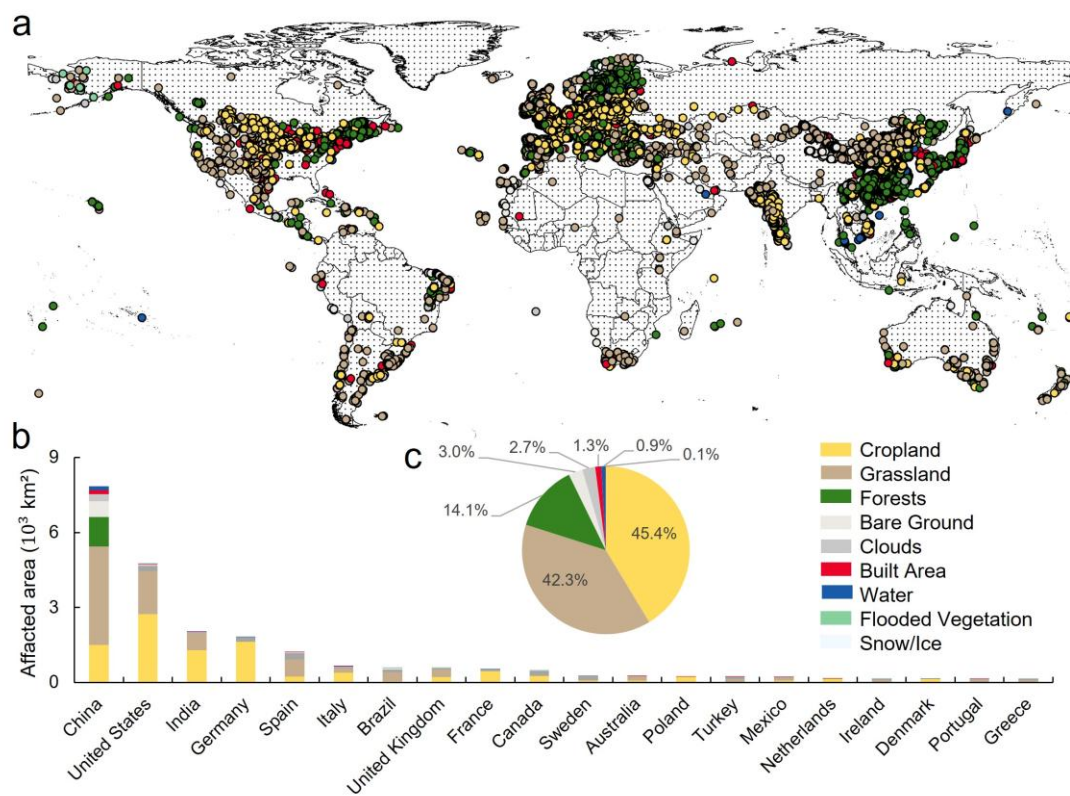 a
b
9
6
3
0
Affacted area (10³ km²)
China
United States
India
Germany
Spain
Italy
Brazil
United Kingdom
France
Canada
Sweden
Australia
Poland
Turkey
Mexico
Netherlands
Ireland
Denmark
Portugal
Greece
c
3.0%
2.7%
1.3%
0.9%
0.1%
14.1%
45.4%
42.3%
Cropland
Grassland
Forests
Bare Ground
Clouds
Built Area
Water
Flooded Vegetation
Snow/Ice